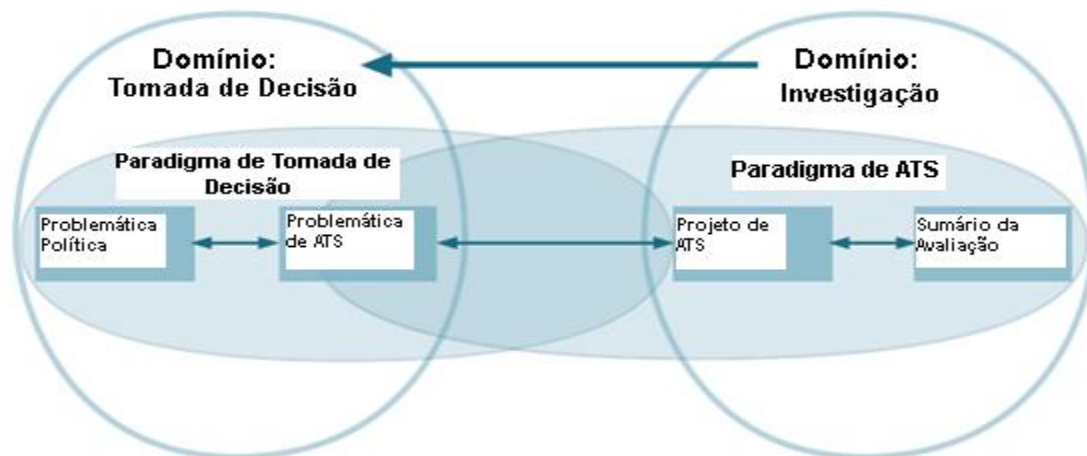 Domínio:
Tomada de Decisão
Domínio:
Investigação
Paradigma de Tomada de
Decisão
Paradigma de ATS
Problemática
Política
Problemática
de ATS
Projeto de
ATS
Sumário da
Avaliação